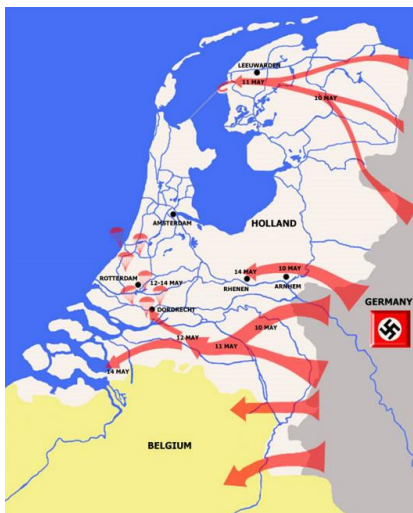 LEEUWARDEN
11 MAY
10 MAY
AMSTERDAM
HOLLAND
ROTTERDAM
12-14 MAY
14 MAY
10 MAY
RHENEN
ARNHEM
GERMANY
DORDRECHT
10 MAY
12 MAY
11 MAY
14 MAY
BELGIUM